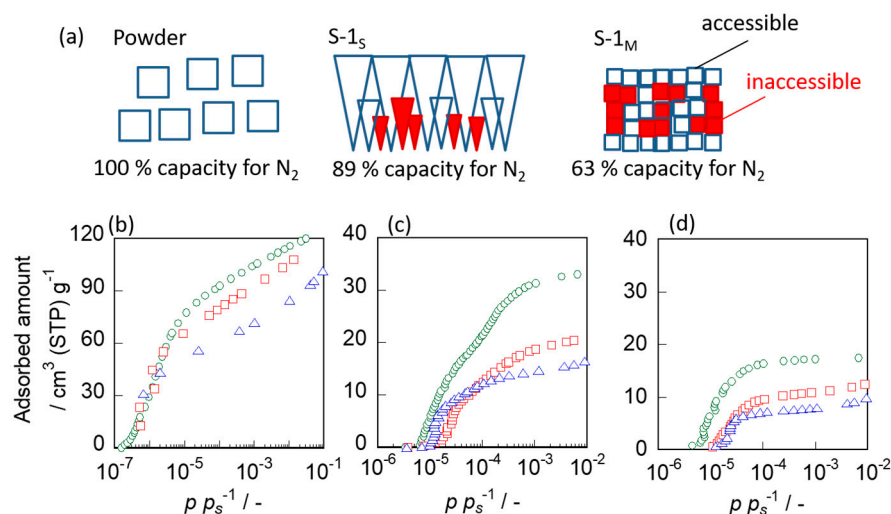 (a)
Powder
S-1S
S-1M
accessible
inaccessible
100 % capacity for N2
89 % capacity for N2
63 % capacity for N2
(b)
(c)
(d)
Adsorbed amount
/ cm³ (STP) g⁻¹
120
90
60
30
0
10⁻⁷
10⁻⁵
10⁻³
10⁻¹
p pₛ⁻¹ / -
40
30
20
10
0
10⁻⁶
10⁻⁵
10⁻⁴
10⁻³
10⁻²
p pₛ⁻¹ / -
40
30
20
10
0
10⁻⁶
10⁻⁵
10⁻⁴
10⁻³
10⁻²
p pₛ⁻¹ / -